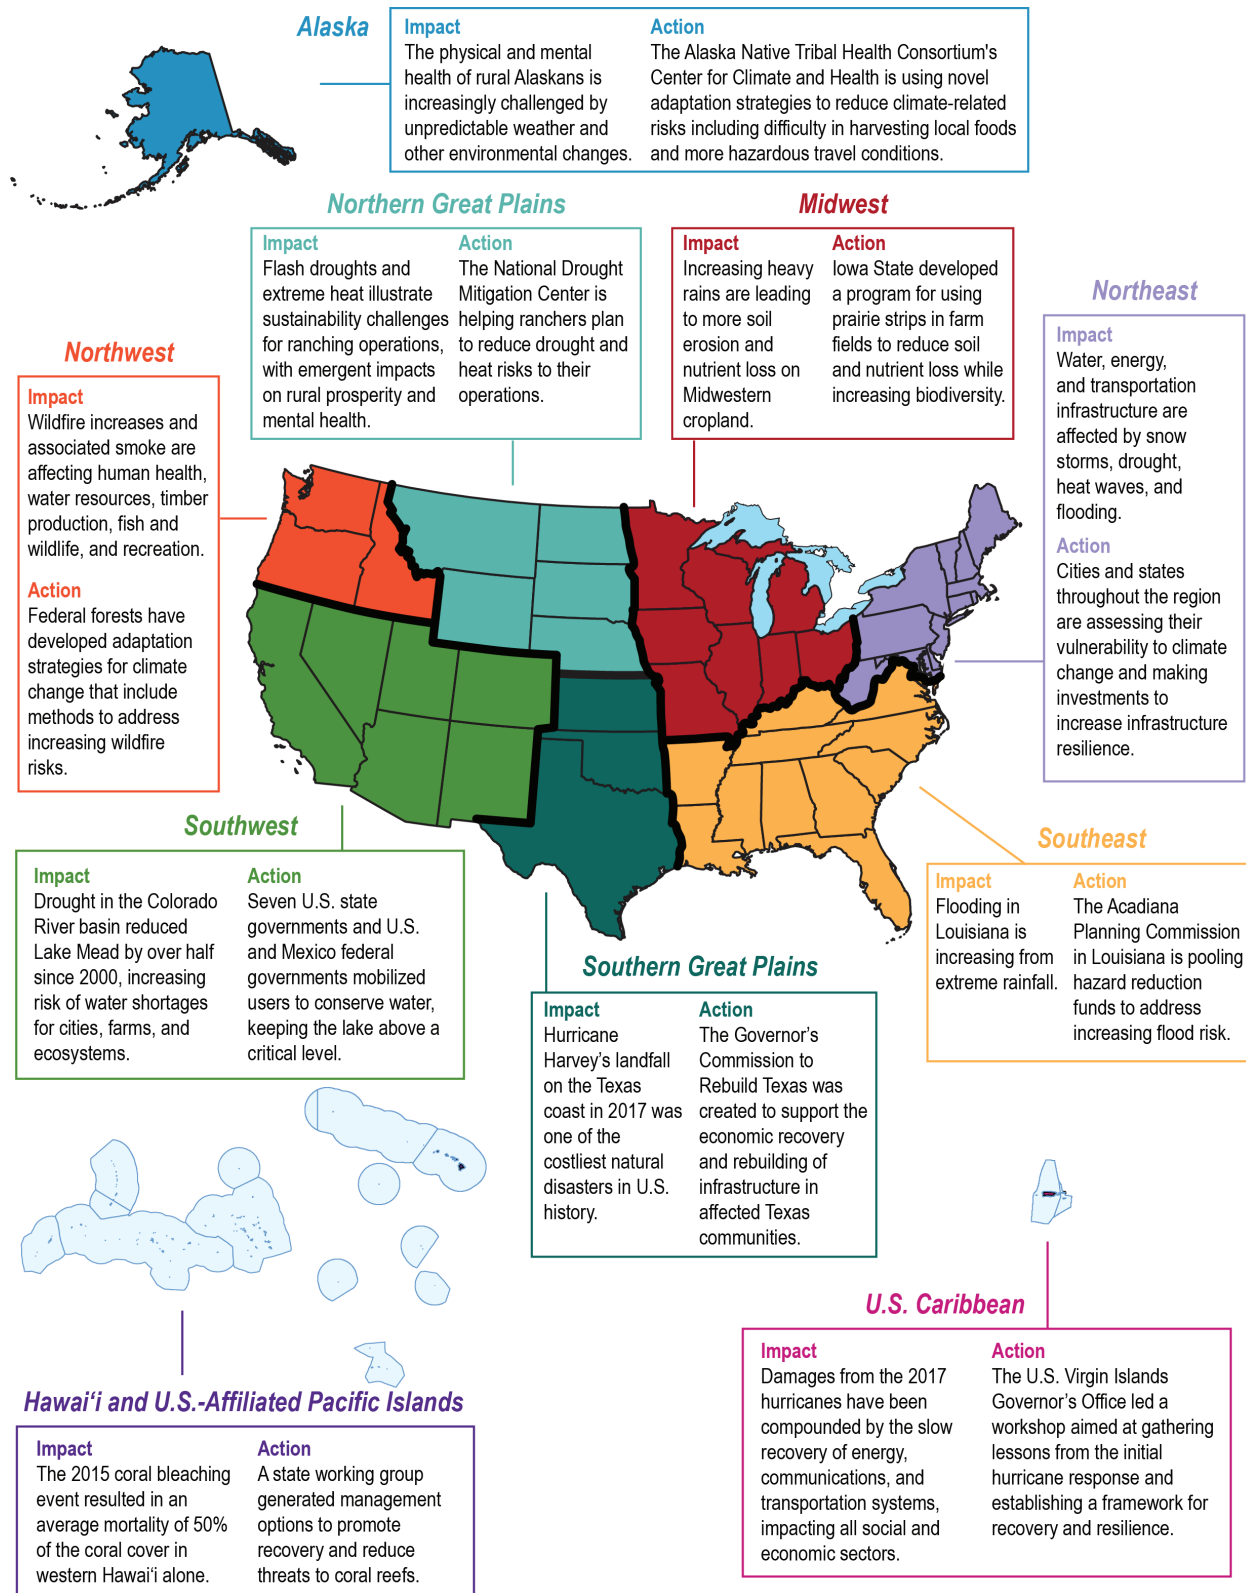 Alaska
Impact
The physical and mental
health of rural Alaskans is
increasingly challenged by
unpredictable weather and
other environmental changes.
Action
The Alaska Native Tribal Health Consortium's
Center for Climate and Health is using novel
adaptation strategies to reduce climate-related
risks including difficulty in harvesting local foods
and more hazardous travel conditions.
Northern Great Plains
Impact
Flash droughts and
extreme heat illustrate
sustainability challenges
for ranching operations,
with emergent impacts
on rural prosperity and
mental health.
Action
The National Drought
Mitigation Center is
helping ranchers plan
to reduce drought and
heat risks to their
operations.
Midwest
Impact
Increasing heavy
rains are leading
to more soil
erosion and
nutrient loss on
Midwestern
cropland.
Action
Iowa State developed
a program for using
prairie strips in farm
fields to reduce soil
and nutrient loss while
increasing biodiversity.
Northeast
Impact
Water, energy,
and transportation
infrastructure are
affected by snow
storms, drought,
heat waves, and
flooding.
Action
Cities and states
throughout the region
are assessing their
vulnerability to climate
change and making
investments to
increase infrastructure
resilience.
Northwest
Impact
Wildfire increases and
associated smoke are
affecting human health,
water resources, timber
production, fish and
wildlife, and recreation.
Action
Federal forests have
developed adaptation
strategies for climate
change that include
methods to address
increasing wildfire
risks.
Southwest
Impact
Drought in the Colorado
River basin reduced
Lake Mead by over half
since 2000, increasing
risk of water shortages
for cities, farms, and
ecosystems.
Action
Seven U.S. state
governments and U.S.
and Mexico federal
governments mobilized
users to conserve water,
keeping the lake above a
critical level.
Southeast
Impact
Flooding in
Louisiana is
increasing from
extreme rainfall.
Action
The Acadiana
Planning Commission
in Louisiana is pooling
hazard reduction
funds to address
increasing flood risk.
Southern Great Plains
Impact
Hurricane
Harvey’s landfall
on the Texas
coast in 2017 was
one of the
costliest natural
disasters in U.S.
history.
Action
The Governor’s
Commission to
Rebuild Texas was
created to support the
economic recovery
and rebuilding of
infrastructure in
affected Texas
communities.
U.S. Caribbean
Impact
Damages from the 2017
hurricanes have been
compounded by the slow
recovery of energy,
communications, and
transportation systems,
impacting all social and
economic sectors.
Action
The U.S. Virgin Islands
Governor’s Office led a
workshop aimed at gathering
lessons from the initial
hurricane response and
establishing a framework for
recovery and resilience.
Hawai‘i and U.S.-Affiliated Pacific Islands
Impact
The 2015 coral bleaching
event resulted in an
average mortality of 50%
of the coral cover in
western Hawai‘i alone.
Action
A state working group
generated management
options to promote
recovery and reduce
threats to coral reefs.